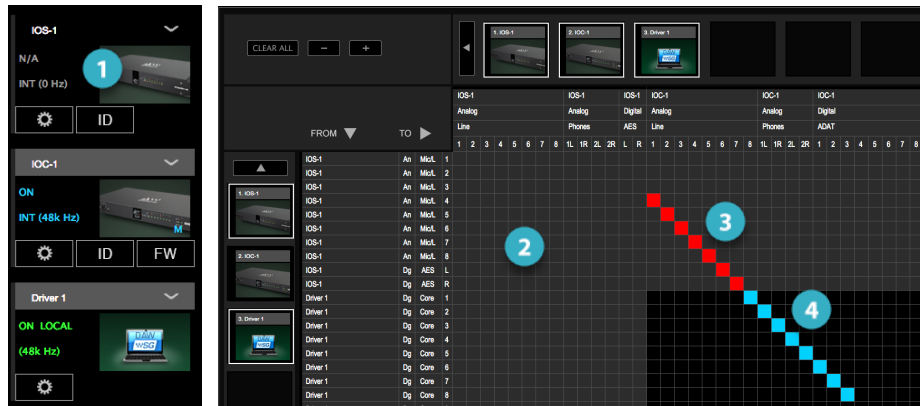 IOS-1
N/A
INT (0 Hz)
1
ID
IOC-1
ON
INT (48k Hz)
M
ID FW
Driver 1
ON LOCAL
(48k Hz)
DAW
WSG
CLEAR ALL - +
1. IOS-1 2. IOC-1 3. Driver 1
DAW
WSG
IOS-1 IOS-1 IOS-1 IOC-1 IOC-1 IOC-1
Analog Analog Digital Analog Analog Digital
Line Phones AES Line Phones ADAT
FROM TO
1 2 3 4 5 6 7 8 1L 1R 2L 2R L R 1 2 3 4 5 6 7 8 1L 1R 2L 2R 1 2 3 4 5 6 7 8
1. IOS-1
2. IOC-1
3. Driver 1
DAW
WSG
IOS-1 An Mic/L 1
IOS-1 An Mic/L 2
IOS-1 An Mic/L 3
IOS-1 An Mic/L 4
IOS-1 An Mic/L 5
IOS-1 An Mic/L 6
IOS-1 An Mic/L 7
IOS-1 An Mic/L 8
IOS-1 Dg AES L
IOS-1 Dg AES R
Driver 1 Dg Core 1
Driver 1 Dg Core 2
Driver 1 Dg Core 3
Driver 1 Dg Core 4
Driver 1 Dg Core 5
Driver 1 Dg Core 6
Driver 1 Dg Core 7
Driver 1 Dg Core 8
2
3
4